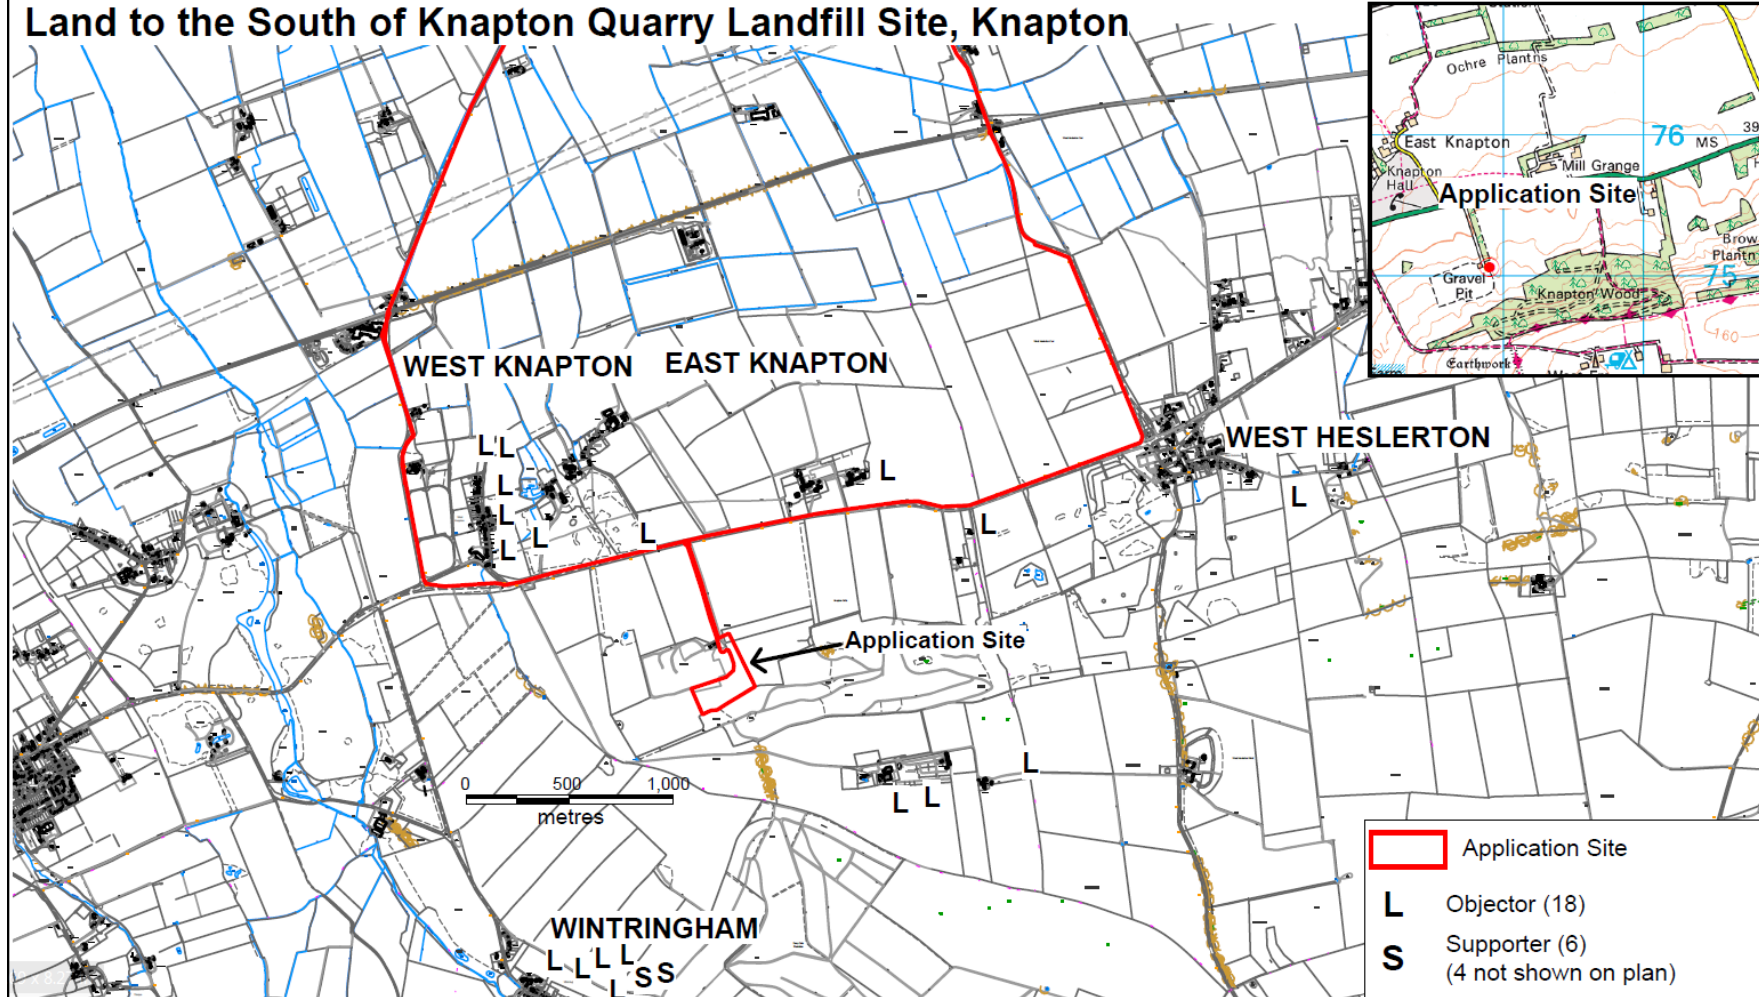 Land to the South of Knapton Quarry Landfill Site, Knapton
Ochre Plantns
76
MS
39
East Knapton
Mill Grange
Knapton
Hall
Application Site
Brow
Plantn
75
Gravel
Pit
Knapton Wood
160
Earthwork
WEST KNAPTON
EAST KNAPTON
WEST HESLERTON
L
L
L
L
L
L
L
L
L
L
L
Application Site
0
500
1,000
metres
L
L
L
WINTRINGHAM
L
L
L
L
L
S
S
Application Site
L
Objector (18)
S
Supporter (6)
(4 not shown on plan)